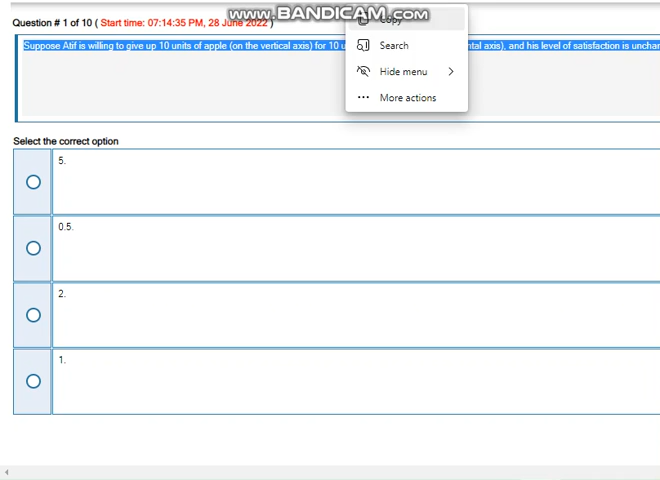 www.BANDICAM.com
Question # 1 of 10 ( Start time: 07:14:35 PM, 28 June 2022 )
Copy
Suppose Atif is willing to give up 10 units of apple (on the vertical axis) for 10 u ntal axis), and his level of satisfaction is unchan
Search
Hide menu
More actions
Select the correct option
5.
0.5.
2.
1.